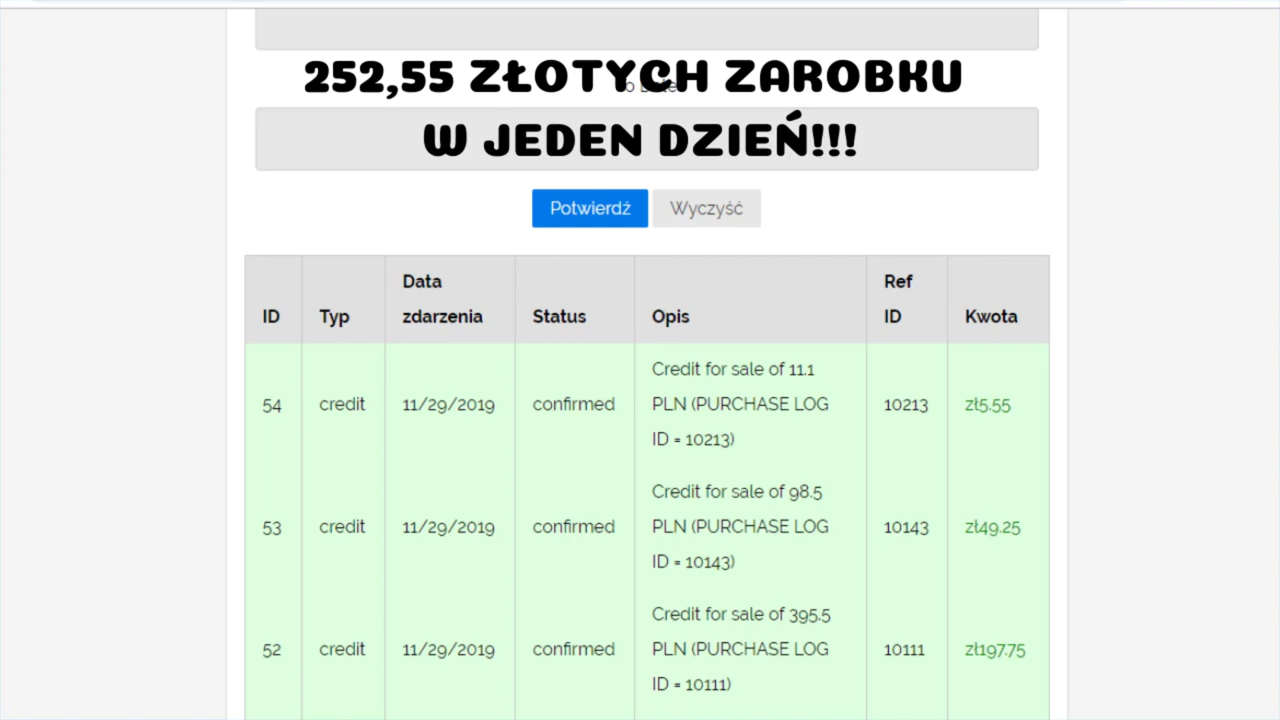 252,55 ZŁOTYCH ZAROBKU
W JEDEN DZIEŃ!!!
Potwierdź Wyczyść
ID Typ Data zdarzenia Status Opis Ref ID Kwota
54 credit 11/29/2019 confirmed Credit for sale of 11.1 PLN (PURCHASE LOG ID = 10213) 10213 zł5.55
53 credit 11/29/2019 confirmed Credit for sale of 98.5 PLN (PURCHASE LOG ID = 10143) 10143 zł49.25
52 credit 11/29/2019 confirmed Credit for sale of 395.5 PLN (PURCHASE LOG ID = 10111) 10111 zł197.75